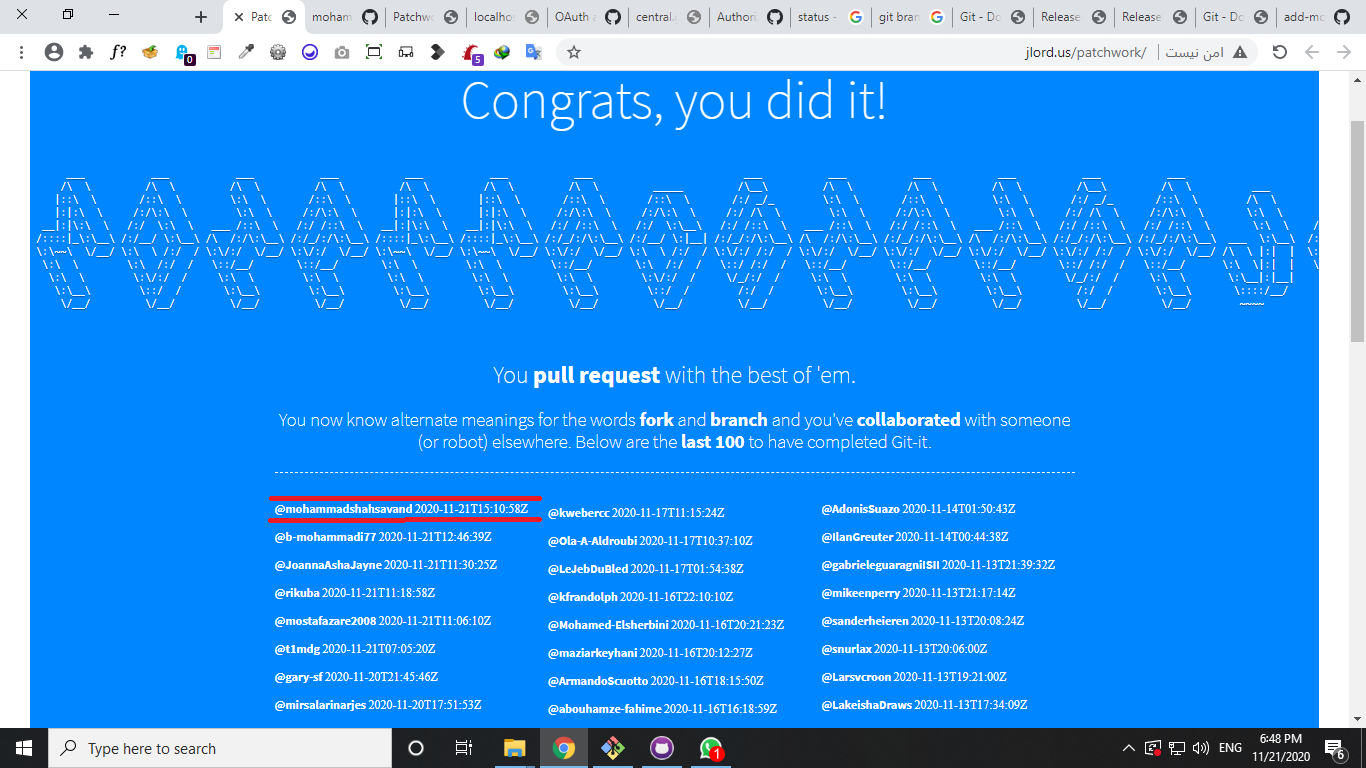 Patc
moham
Patchw
localho
OAuth a
central.
Authori
status -
git bran
Git - Do
Release
Release
Git - Do
add-mo
f?
0
5
jlord.us/patchwork/
امن نیست
Congrats, you did it!
You pull request with the best of 'em.
You now know alternate meanings for the words fork and branch and you've collaborated with someone
(or robot) elsewhere. Below are the last 100 to have completed Git-it.
@mohammadshahsavand 2020-11-21T15:10:58Z
@b-mohammadi77 2020-11-21T12:46:39Z
@JoannaAshaJayne 2020-11-21T11:30:25Z
@rikuba 2020-11-21T11:18:58Z
@mostafazare2008 2020-11-21T11:06:10Z
@t1mdg 2020-11-21T07:05:20Z
@gary-sf 2020-11-20T21:45:46Z
@mirsalarinarjes 2020-11-20T17:51:53Z
@kwebercc 2020-11-17T11:15:24Z
@Ola-A-Aldroubi 2020-11-17T10:37:10Z
@LeJebDuBled 2020-11-17T01:54:38Z
@kfrandolph 2020-11-16T22:10:10Z
@Mohamed-Elsherbini 2020-11-16T20:21:23Z
@maziarkeyhani 2020-11-16T20:12:27Z
@ArmandoScuotto 2020-11-16T18:15:50Z
@abouhamze-fahime 2020-11-16T16:18:59Z
@AdonisSuazo 2020-11-14T01:50:43Z
@IlanGreuter 2020-11-14T00:44:38Z
@gabrieleguaragniISII 2020-11-13T21:39:32Z
@mikeenperry 2020-11-13T21:17:14Z
@sanderheieren 2020-11-13T20:08:24Z
@snurlax 2020-11-13T20:06:00Z
@Larsvcroon 2020-11-13T19:21:00Z
@LakeishaDraws 2020-11-13T17:34:09Z
Type here to search
1
ENG
6:48 PM
11/21/2020
6